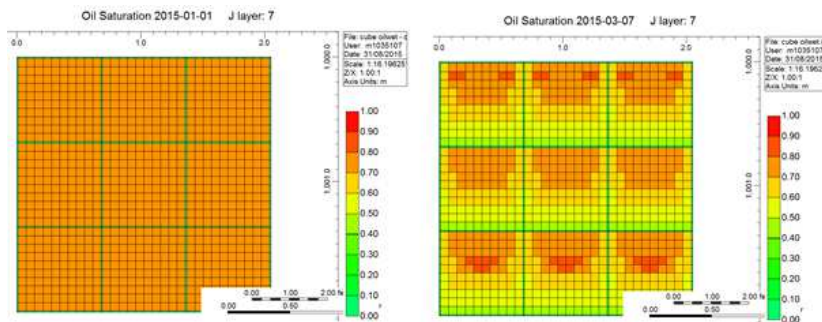 Oil Saturation 2015-01-01 J layer: 7
File: cube oilwet - c
User: m1035107
Date: 31/08/2015
Z/X: 1.00:1
Axis Units: m
0.0 1.0 2.0
1,000.0
1,001.0
1.00
0.90
0.80
0.70
0.60
0.50
0.40
0.30
0.20
0.10
0.00
0.00 1.00 2.00
0.00 0.50
Oil Saturation 2015-03-07 J layer: 7
File: cube oilwet
User: m1035107
Date: 31/08/2015
Z/X: 1.00:1
Axis Units: m
0.0 1.0 2.0
1,000.0
1,001.0
1.00
0.90
0.80
0.70
0.60
0.50
0.40
0.30
0.20
0.10
0.00
0.00 1.00 2.00
0.00 0.50